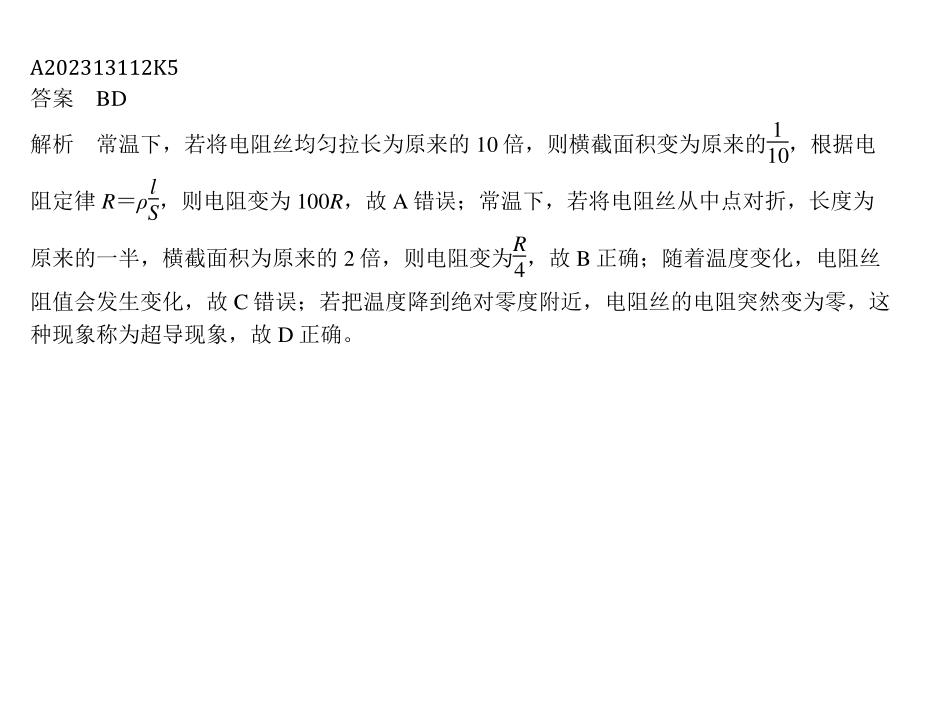 A202313112K5
答案　BD
解析　常温下，若将电阻丝均匀拉长为原来的 10 倍，则横截面积变为原来的1/10，根据电
阻定律 R＝ρl/S，则电阻变为 100R，故 A 错误；常温下，若将电阻丝从中点对折，长度为
原来的一半，横截面积为原来的 2 倍，则电阻变为R/4，故 B 正确；随着温度变化，电阻丝
阻值会发生变化，故 C 错误；若把温度降到绝对零度附近，电阻丝的电阻突然变为零，这
种现象称为超导现象，故 D 正确。